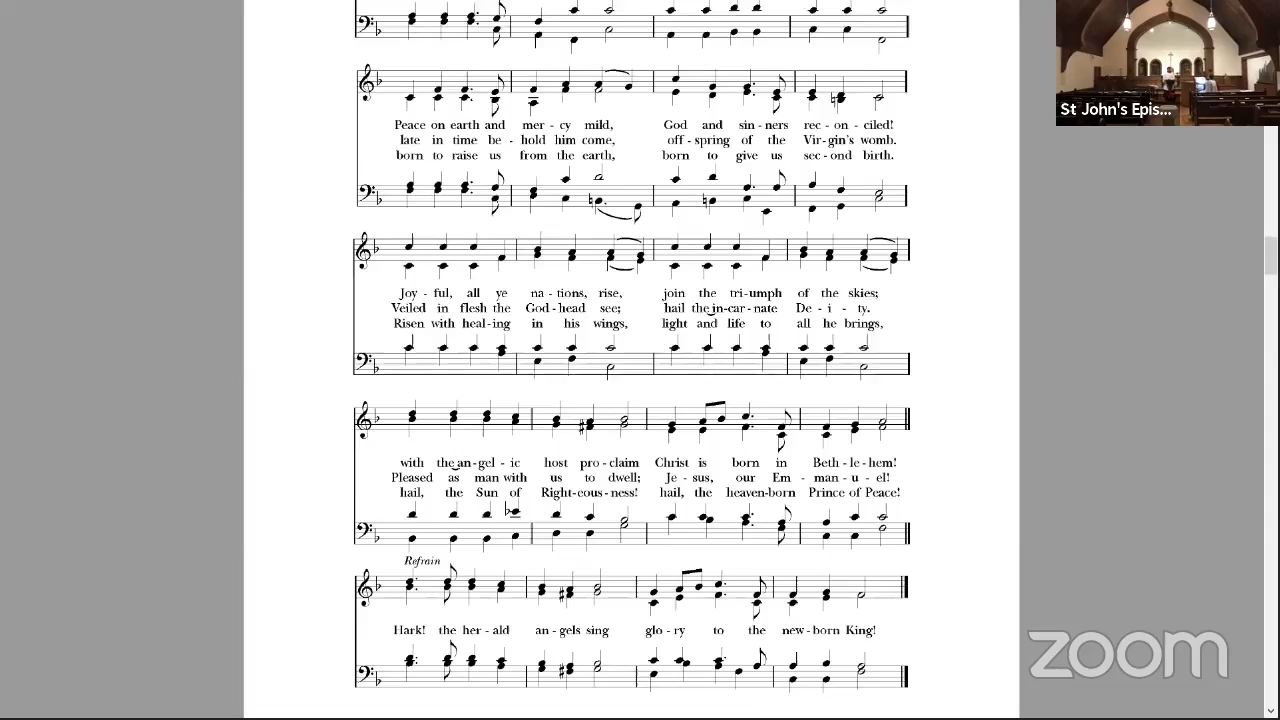 St John's Epis...
Peace on earth and mer - cy mild, God and sin - ners rec - on - ciled!
late in time be - hold him come, off - spring of the Vir - gin's womb.
born to raise us from the earth, born to give us sec - ond birth.
Joy - ful, all ye na - tions, rise, join the tri - umph of the skies;
Veiled in flesh the God - head see; hail the in - car - nate De - i - ty.
Risen with heal - ing in his wings, light and life to all he brings,
with the an - gel - ic host pro - claim Christ is born in Beth - le - hem!
Pleased as man with us to dwell; Je - sus, our Em - man - u - el!
hail, the Sun of Right - eous - ness! hail, the heaven-born Prince of Peace!
Refrain
Hark! the her - ald an - gels sing glo - ry to the new - born King!
zoom